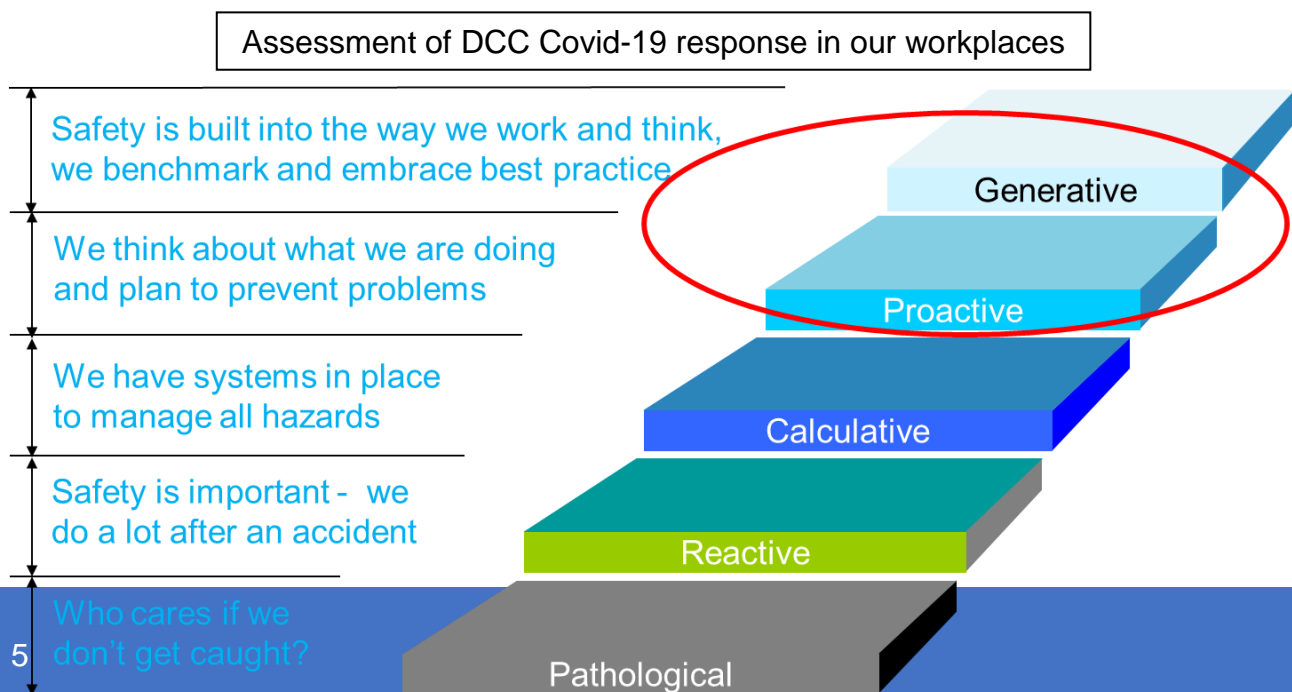 Assessment of DCC Covid-19 response in our workplaces
Safety is built into the way we work and think,
we benchmark and embrace best practice
Generative
We think about what we are doing
and plan to prevent problems
Proactive
We have systems in place
to manage all hazards
Calculative
Safety is important -  we
do a lot after an accident
Reactive
Who cares if we
don't get caught?
Pathological
5